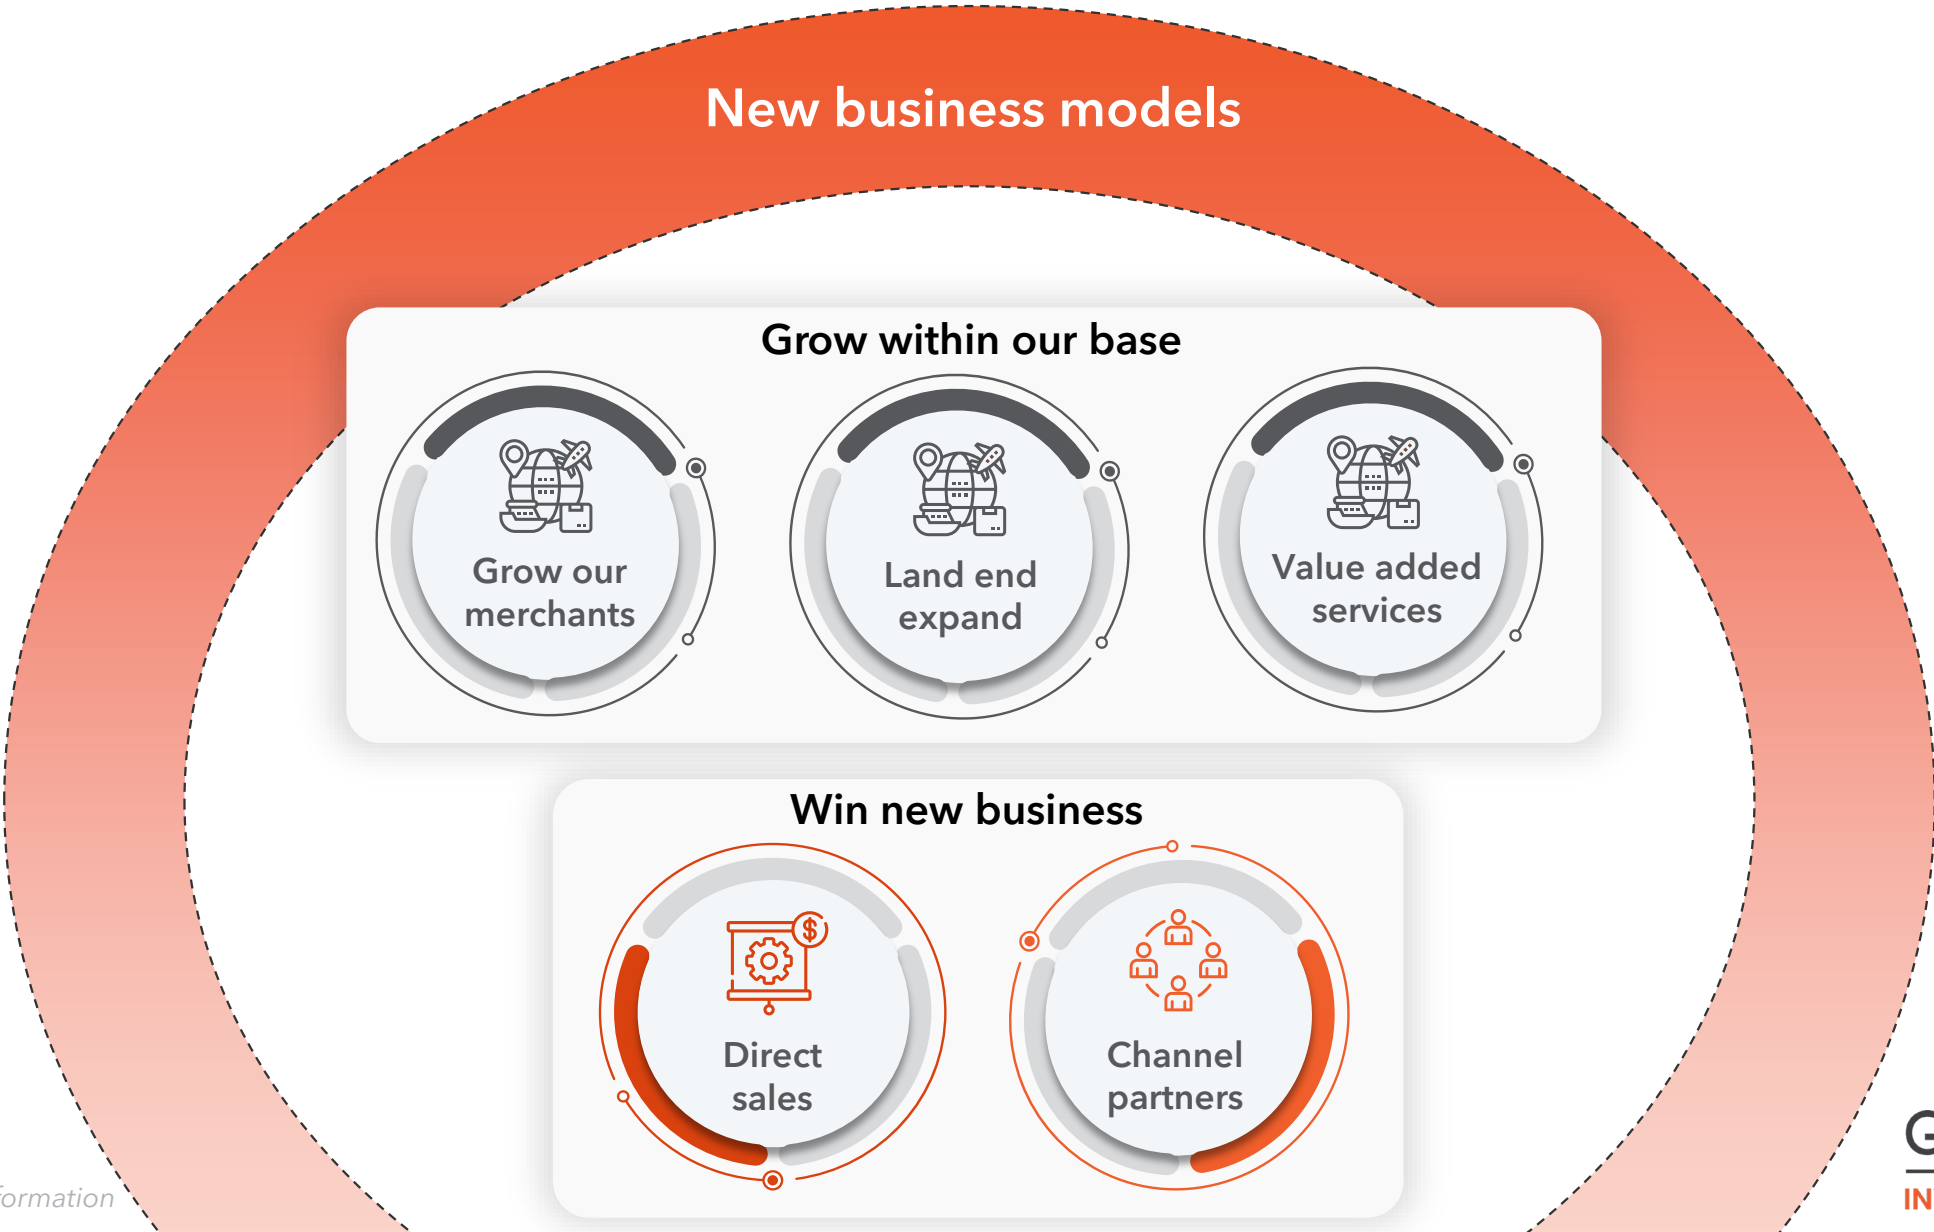 New business models
Grow within our base
Grow our
merchants
Land end
expand
Value added
services
Win new business
Direct
sales
Channel
partners